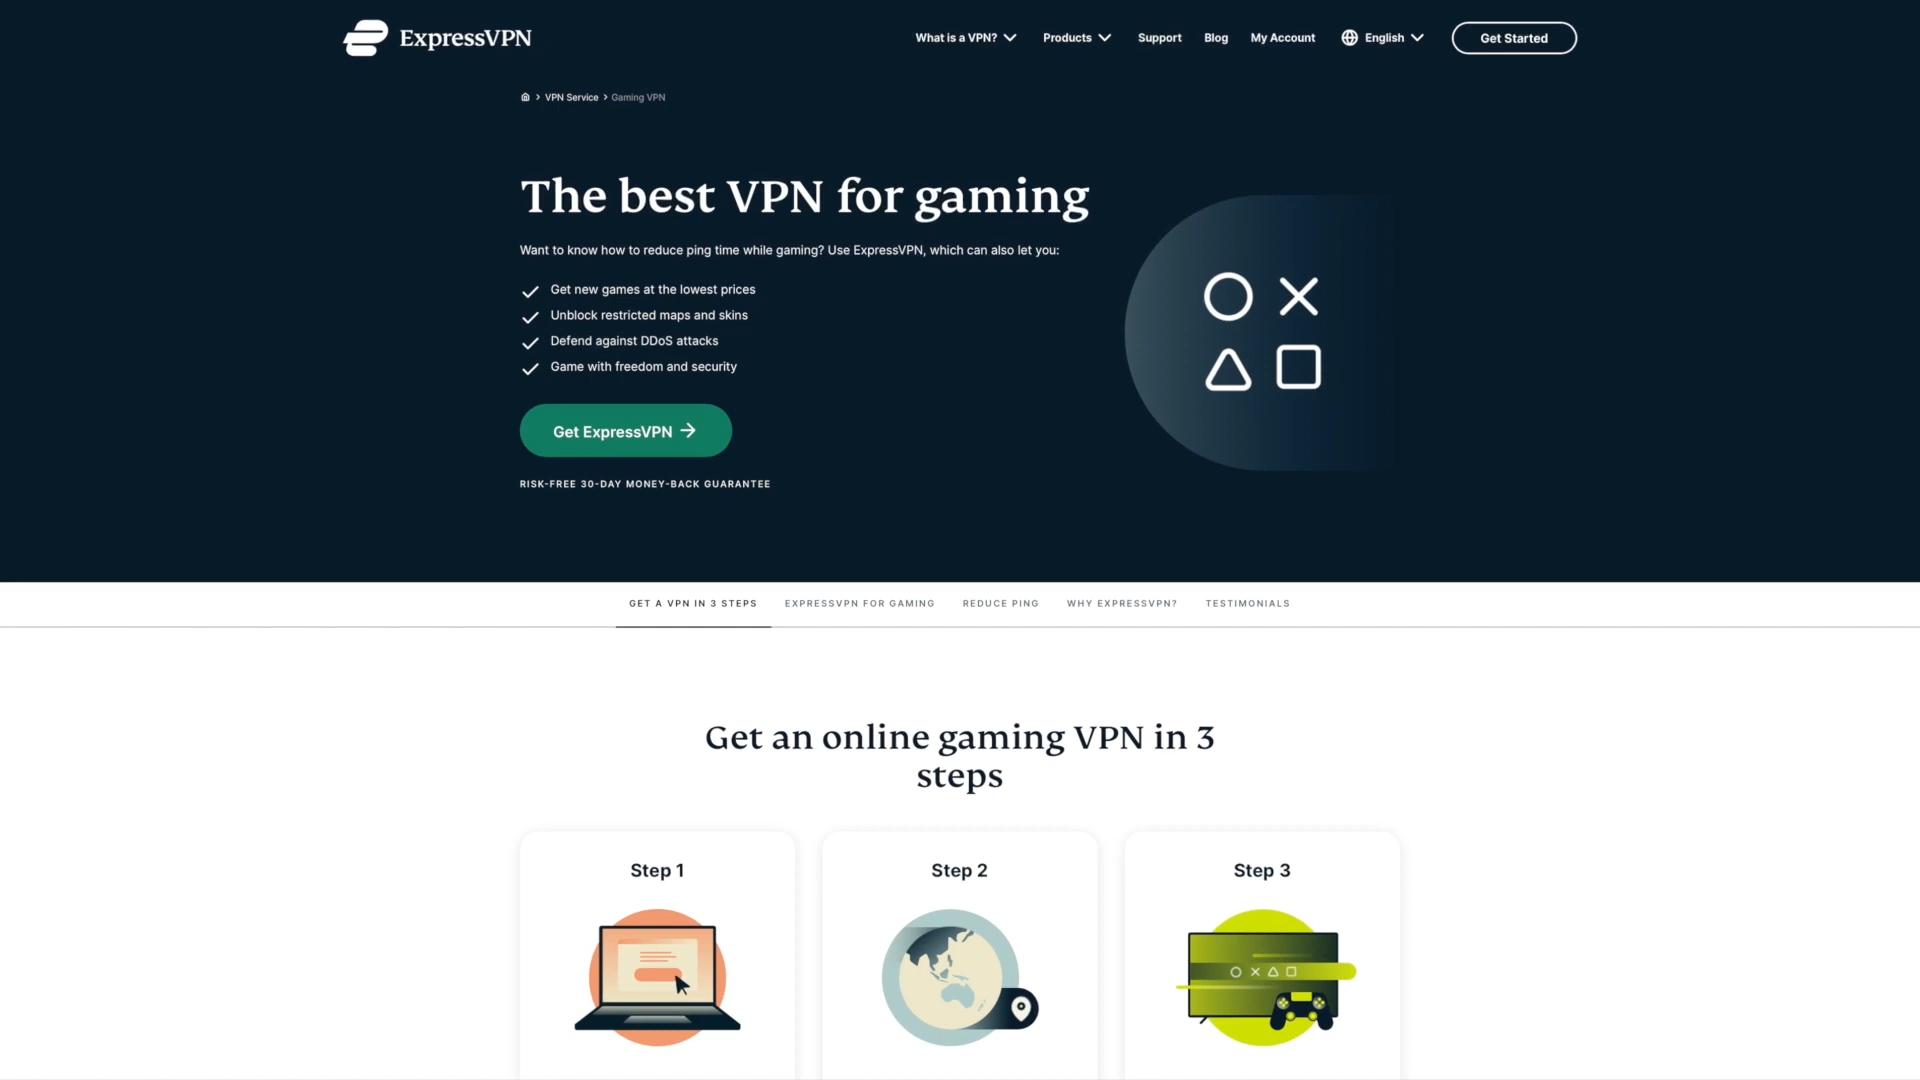 ExpressVPN
What is a VPN? Products Support Blog My Account English Get Started
> VPN Service > Gaming VPN
The best VPN for gaming
Want to know how to reduce ping time while gaming? Use ExpressVPN, which can also let you:
Get new games at the lowest prices
Unblock restricted maps and skins
Defend against DDoS attacks
Game with freedom and security
Get ExpressVPN →
RISK-FREE 30-DAY MONEY-BACK GUARANTEE
GET A VPN IN 3 STEPS EXPRESSVPN FOR GAMING REDUCE PING WHY EXPRESSVPN? TESTIMONIALS
Get an online gaming VPN in 3
steps
Step 1 Step 2 Step 3